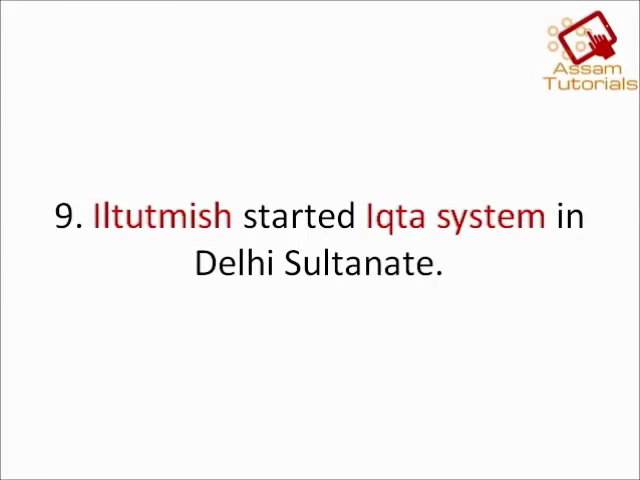 Assam
Tutorials
9. Iltutmish started Iqta system in
Delhi Sultanate.